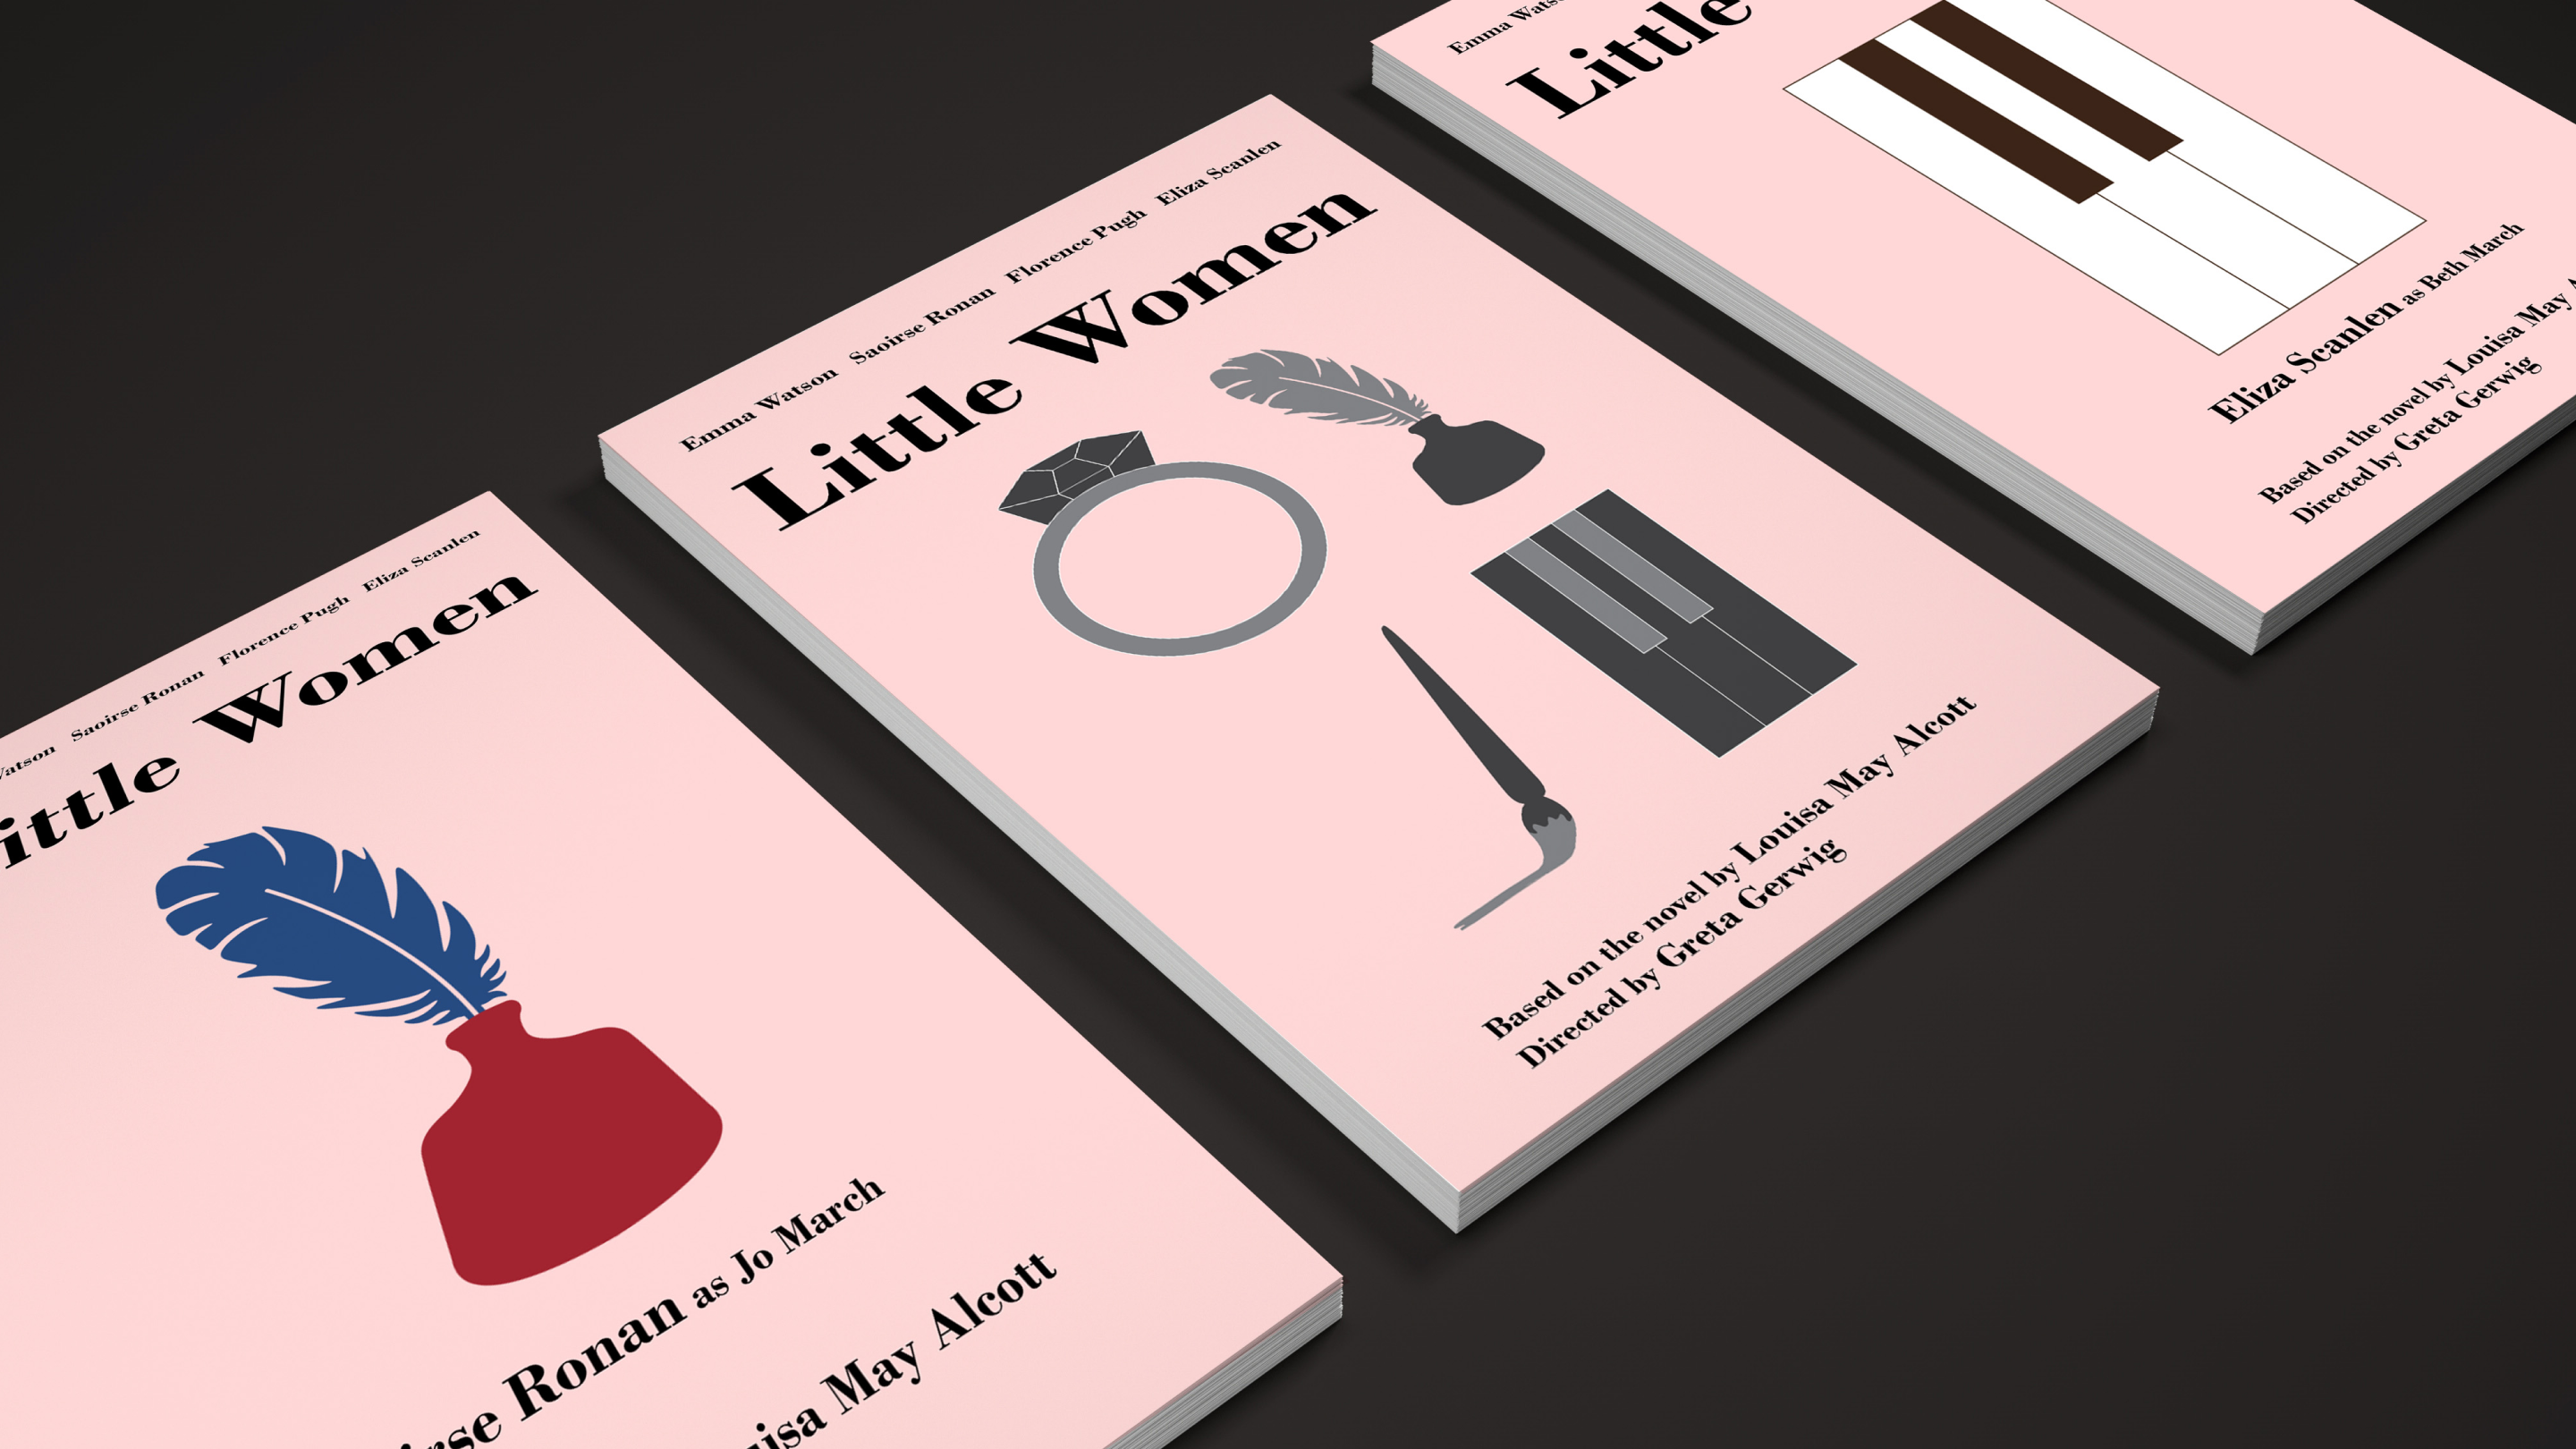 Saoirse Ronan Florence Pugh Eliza Scanlen
Women
Ronan as Jo March
May Alcott
Emma Watson Saoirse Ronan Florence Pugh Eliza Scanlen
Little Women
Based on the novel by Louisa May Alcott
Directed by Greta Gerwig
Emma
Little
Eliza Scanlen as Beth March
Based on the novel by Louisa May
Directed by Greta Gerwig